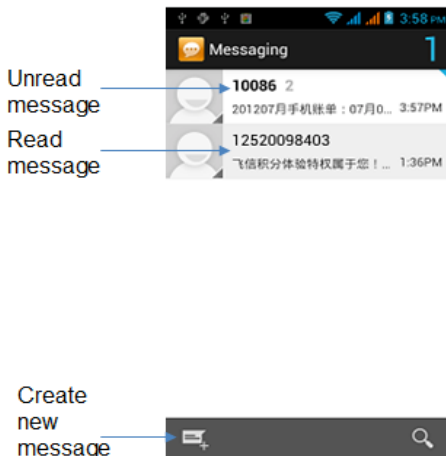 3:58 PM
Messaging
1
Unread
message
10086 2
201207月手机账单：07月0... 3:57PM
Read
message
12520098403
飞信积分体验特权属于您！... 1:36PM
Create
new
message